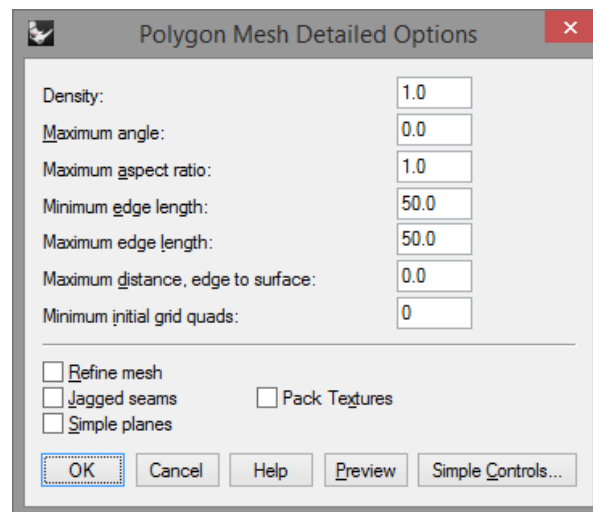 Polygon Mesh Detailed Options
Density: 1.0
Maximum angle: 0.0
Maximum aspect ratio: 1.0
Minimum edge length: 50.0
Maximum edge length: 50.0
Maximum distance, edge to surface: 0.0
Minimum initial grid quads: 0
Refine mesh
Jagged seams Pack Textures
Simple planes
OK Cancel Help Preview Simple Controls...